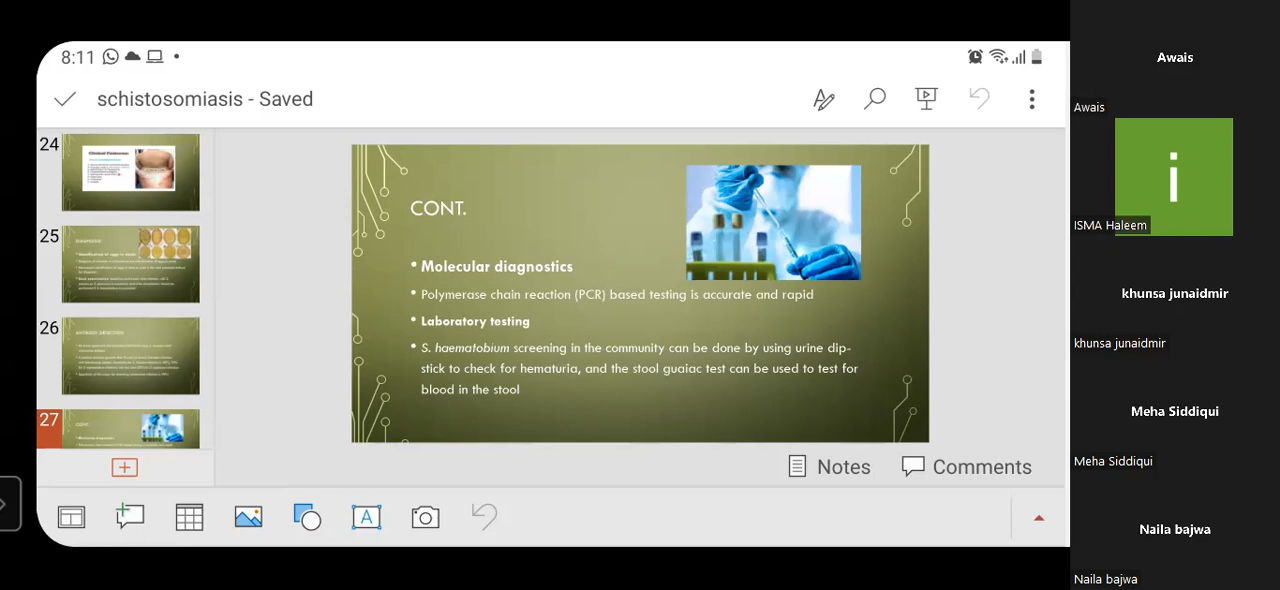 8:11
schistosomiasis - Saved
24
25
26
27
CONT.
• Molecular diagnostics
• Polymerase chain reaction (PCR) based testing is accurate and rapid
• Laboratory testing
• S. haematobium screening in the community can be done by using urine dip-
stick to check for hematuria, and the stool guaiac test can be used to test for
blood in the stool
Notes
Comments
A
Awais
Awais
i
ISMA Haleem
khunsa junaidmir
khunsa junaidmir
Meha Siddiqui
Meha Siddiqui
Naila bajwa
Naila bajwa